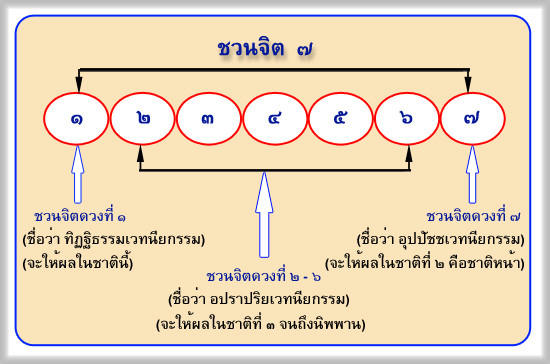 ชวนจิต ๗
๑ ๒ ๓ ๔ ๕ ๖ ๗
ชวนจิตดวงที่ ๑
(ชื่อว่า ทิฏฐิธรรมเวทนียกรรม)
(จะให้ผลในชาตินี้)
ชวนจิตดวงที่ ๗
(ชื่อว่า อุปปัชชเวทนียกรรม)
(จะให้ผลในชาติที่ ๒ คือชาติหน้า)
ชวนจิตดวงที่ ๒ - ๖
(ชื่อว่า อปราปริยเวทนียกรรม)
(จะให้ผลในชาติที่ ๓ จนถึงนิพพาน)